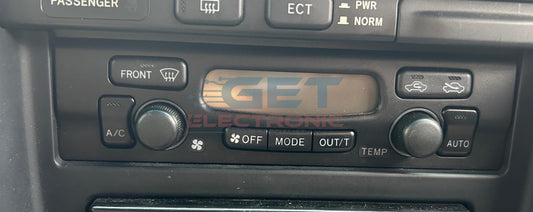 PASSENGER
ECT
PWR
NORM
FRONT
GET
ELECTRONIC
A/C
OFF
MODE
OUT/T
TEMP
AUTO